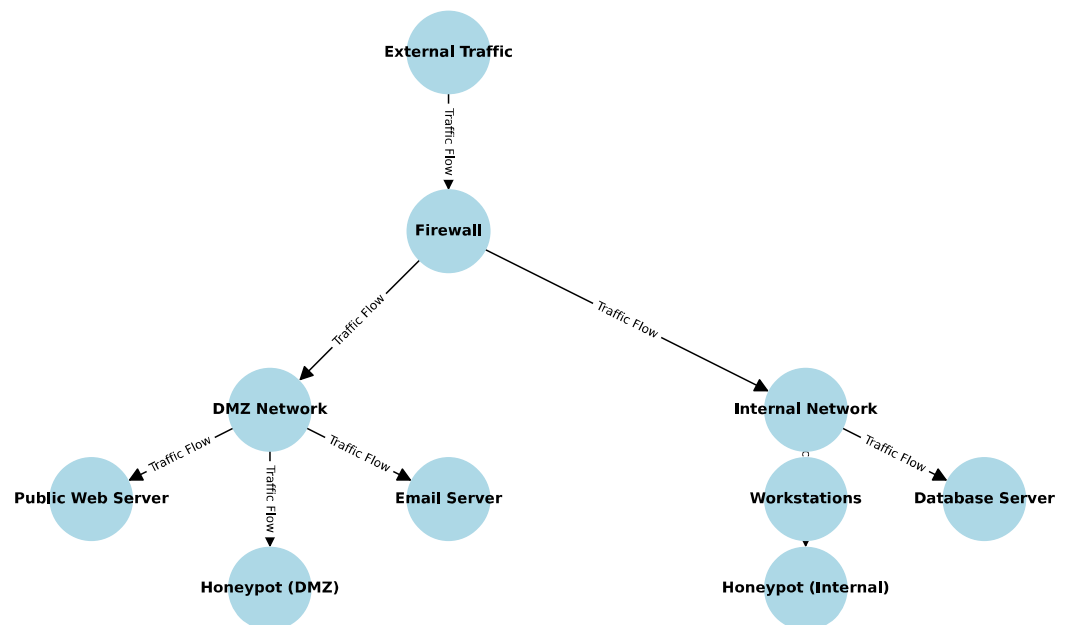 External Traffic
Traffic Flow
Firewall
Traffic Flow
Traffic Flow
DMZ Network
Internal Network
Traffic Flow
Traffic Flow
Traffic Flow
Traffic Flow
Public Web Server
Email Server
Workstations
Database Server
Honeypot (DMZ)
Honeypot (Internal)